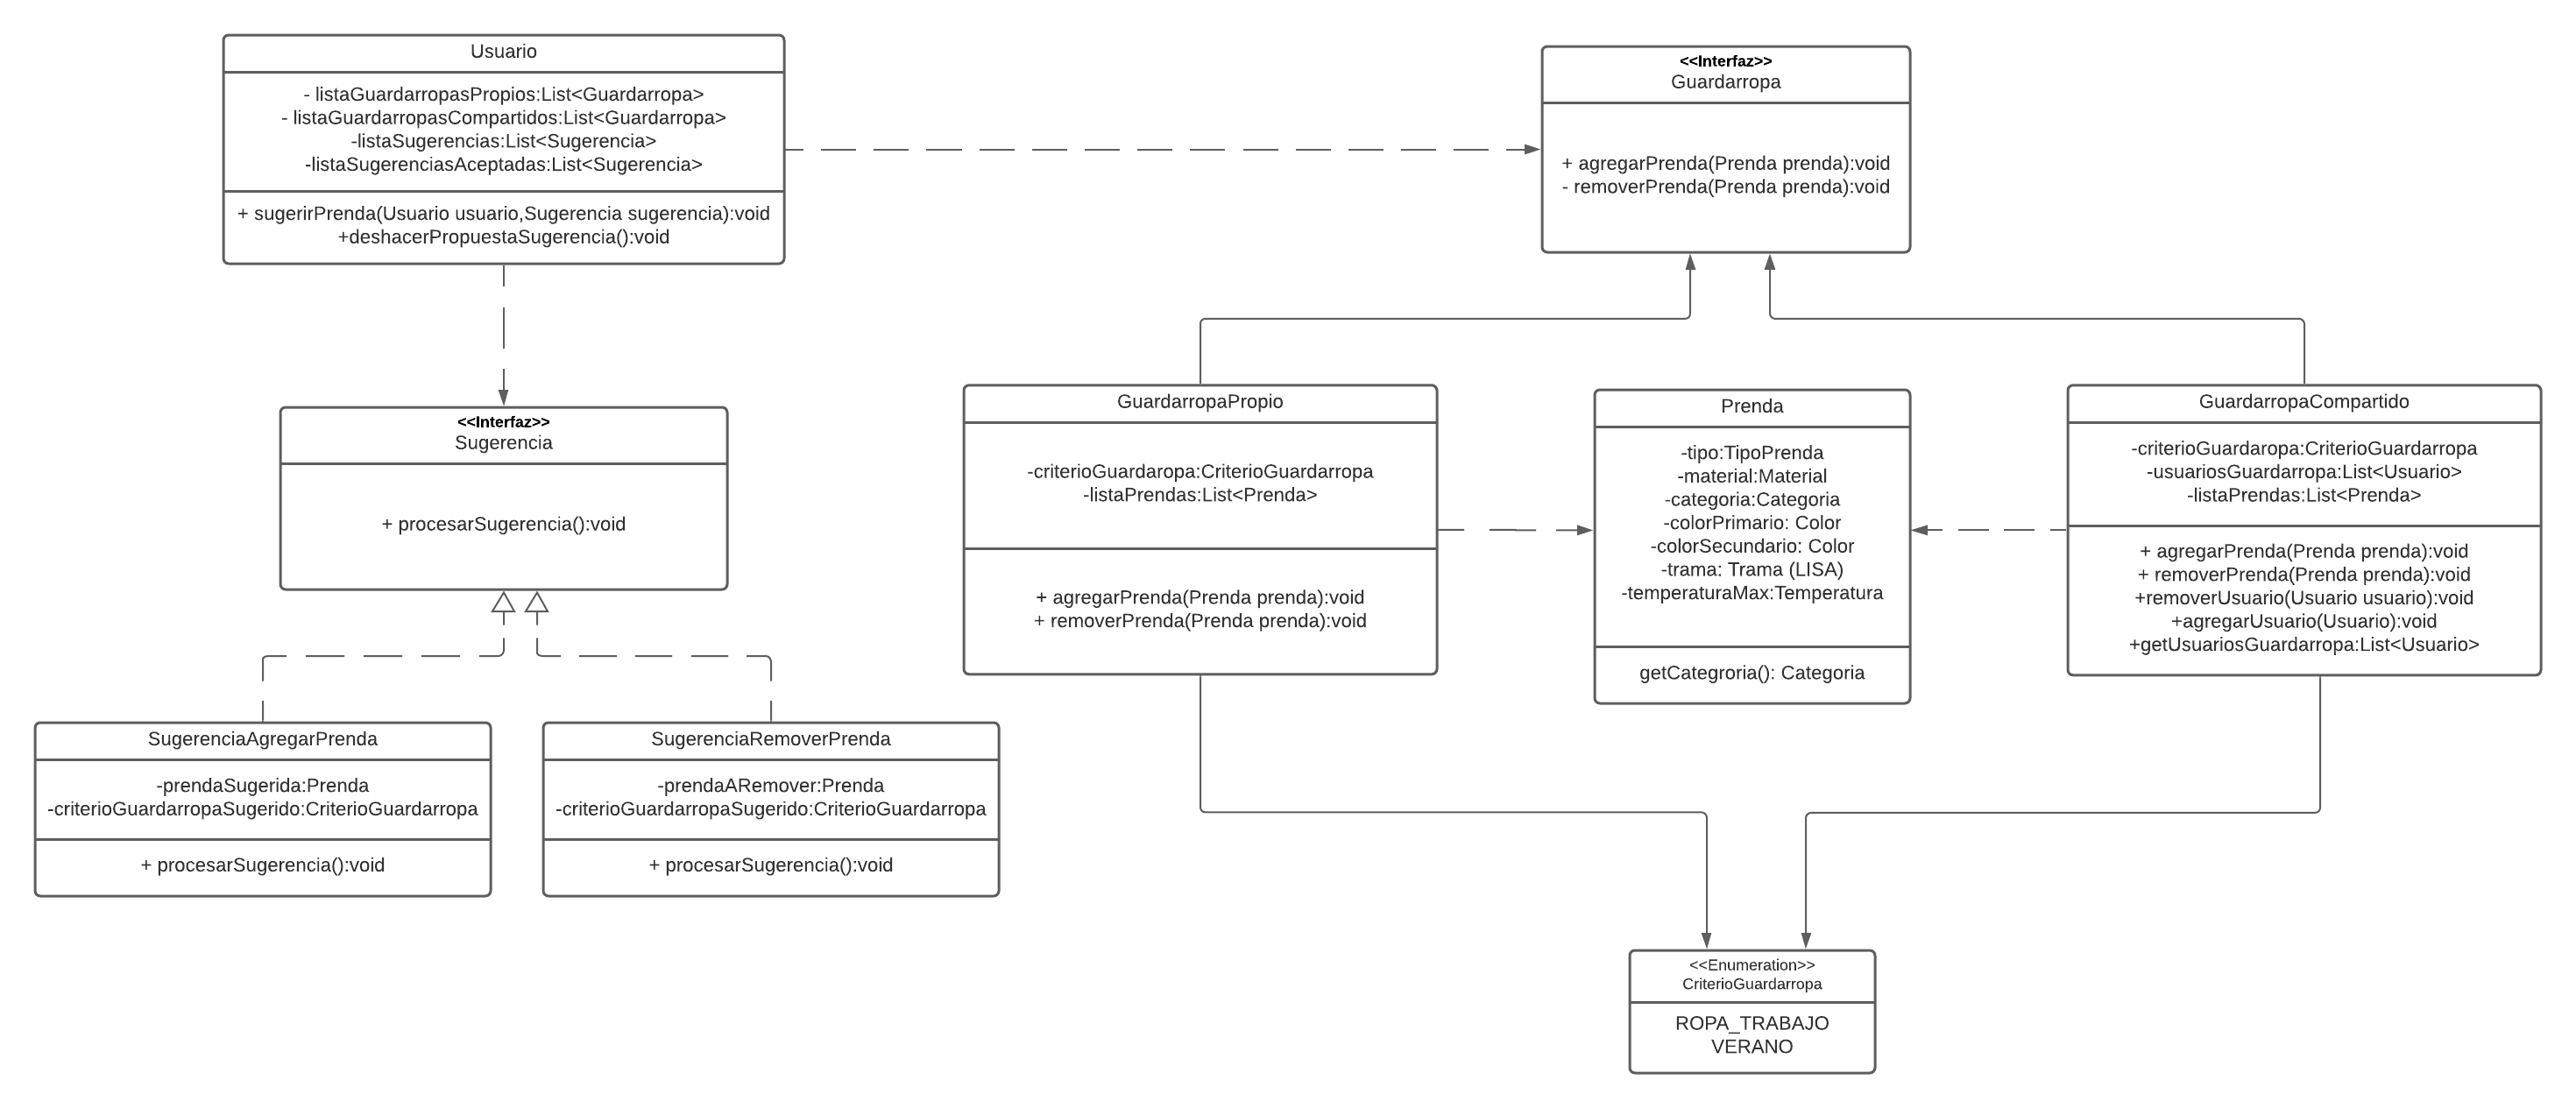 Usuario
- listaGuardarropasPropios:List<Guardarropa>
- listaGuardarropasCompartidos:List<Guardarropa>
-listaSugerencias:List<Sugerencia>
-listaSugerenciasAceptadas:List<Sugerencia>
+ sugerirPrenda(Usuario usuario,Sugerencia sugerencia):void
+deshacerPropuestaSugerencia():void
<<Interfaz>>
Guardarropa
+ agregarPrenda(Prenda prenda):void
- removerPrenda(Prenda prenda):void
<<Interfaz>>
Sugerencia
+ procesarSugerencia():void
GuardarropaPropio
-criterioGuardaropa:CriterioGuardarropa
-listaPrendas:List<Prenda>
+ agregarPrenda(Prenda prenda):void
+ removerPrenda(Prenda prenda):void
Prenda
-tipo:TipoPrenda
-material:Material
-categoria:Categoria
-colorPrimario: Color
-colorSecundario: Color
-trama: Trama (LISA)
-temperaturaMax:Temperatura
getCategroria(): Categoria
GuardarropaCompartido
-criterioGuardaropa:CriterioGuardarropa
-usuariosGuardarropa:List<Usuario>
-listaPrendas:List<Prenda>
+ agregarPrenda(Prenda prenda):void
+ removerPrenda(Prenda prenda):void
+removerUsuario(Usuario usuario):void
+agregarUsuario(Usuario):void
+getUsuariosGuardarropa:List<Usuario>
SugerenciaAgregarPrenda
-prendaSugerida:Prenda
-criterioGuardarropaSugerido:CriterioGuardarropa
+ procesarSugerencia():void
SugerenciaRemoverPrenda
-prendaARemover:Prenda
-criterioGuardarropaSugerido:CriterioGuardarropa
+ procesarSugerencia():void
<<Enumeration>>
CriterioGuardarropa
ROPA_TRABAJO
VERANO